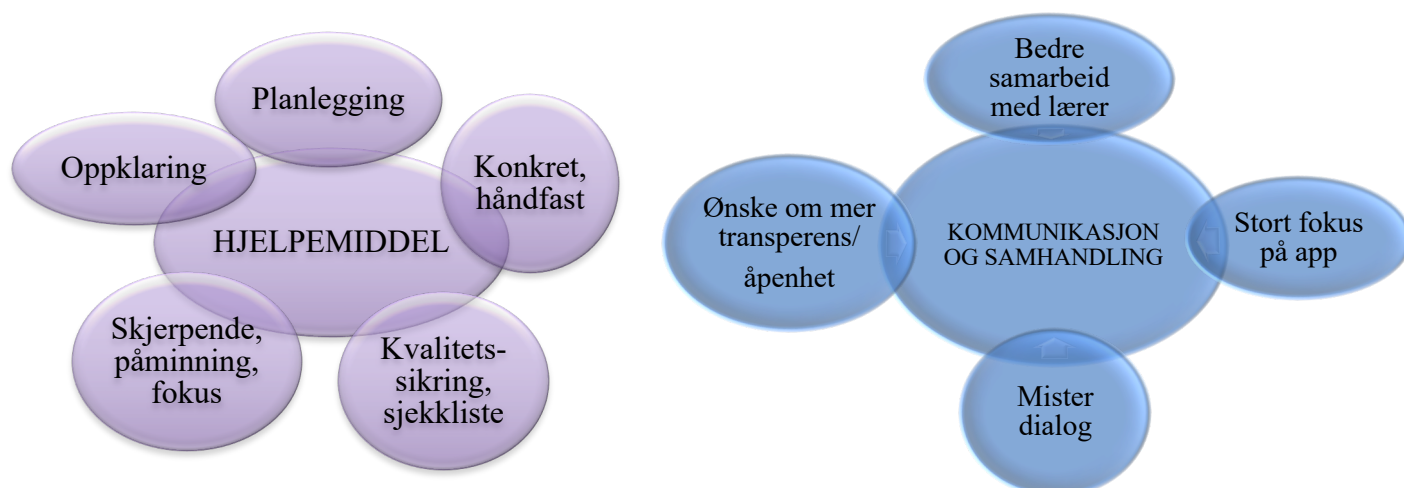 Planlegging
Oppklaring
Konkret,
håndfast
HJELPEMIDDEL
Skjerpende,
påminning,
fokus
Kvalitets-
sikring,
sjekkliste
Bedre
samarbeid
med lærer
Ønske om mer
transperens/
åpenhet
KOMMUNIKASJON
OG SAMHANDLING
Stort fokus
på app
Mister
dialog